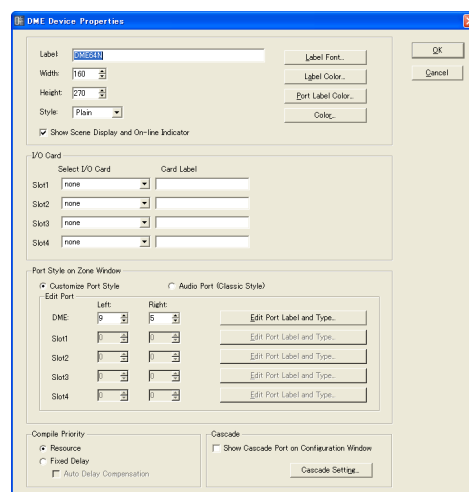 DME Device Properties
Label: DME64N
Label Font...
OK
Width: 160
Label Color...
Cancel
Height: 270
Port Label Color...
Style: Plain
Color...
Show Scene Display and On-line Indicator
I/O Card
Select I/O Card Card Label
Slot1 none
Slot2 none
Slot3 none
Slot4 none
Port Style on Zone Window
Customize Port Style Audio Port (Classic Style)
Edit Port
Left: Right:
DME: 9 5 Edit Port Label and Type...
Slot1 0 0 Edit Port Label and Type...
Slot2 0 0 Edit Port Label and Type...
Slot3 0 0 Edit Port Label and Type...
Slot4 0 0 Edit Port Label and Type...
Compile Priority
Resource
Fixed Delay
Auto Delay Compensation
Cascade
Show Cascade Port on Configuration Window
Cascade Setting...